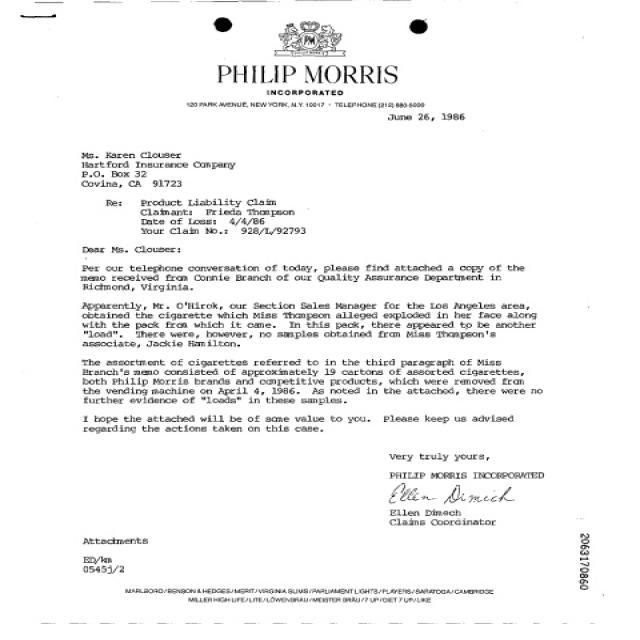 PM
PHILIP MORRIS
INCORPORATED
120 PARK AVENUE, NEW YORK, N.Y. 10017 · TELEPHONE (212) 880-5000
June 26, 1986
Ms. Karen Clouser
Hartford Insurance Company
P.O. Box 32
Covina, CA 91723
Re: Product Liability Claim
Claimant: Frieda Thompson
Date of Loss: 4/4/86
Your Claim No.: 928/L/92793
Dear Ms. Clouser:
Per our telephone conversation of today, please find attached a copy of the
memo received from Connie Branch of our Quality Assurance Department in
Richmond, Virginia.
Apparently, Mr. O'Hirok, our Section Sales Manager for the Los Angeles area,
obtained the cigarette which Miss Thompson alleged exploded in her face along
with the pack from which it came. In this pack, there appeared to be another
"load". There were, however, no samples obtained from Miss Thompson's
associate, Jackie Hamilton.
The assortment of cigarettes referred to in the third paragraph of Miss
Branch's memo consisted of approximately 19 cartons of assorted cigarettes,
both Philip Morris brands and competitive products, which were removed from
the vending machine on April 4, 1986. As noted in the attached, there were no
further evidence of "loads" in these samples.
I hope the attached will be of some value to you. Please keep us advised
regarding the actions taken on this case.
Very truly yours,
PHILIP MORRIS INCORPORATED
Ellen Dimech
Ellen Dimech
Claims Coordinator
Attachments
ED/km
0545j/2
2063170860
MARLBORO/BENSON & HEDGES/MERIT/VIRGINIA SLIMS/PARLIAMENT LIGHTS/PLAYERS/SARATOGA/CAMBRIDGE
MILLER HIGH LIFE/LITE/LÖWENBRÄU/MEISTER BRÄU/7 UP/DIET 7 UP/LIKE